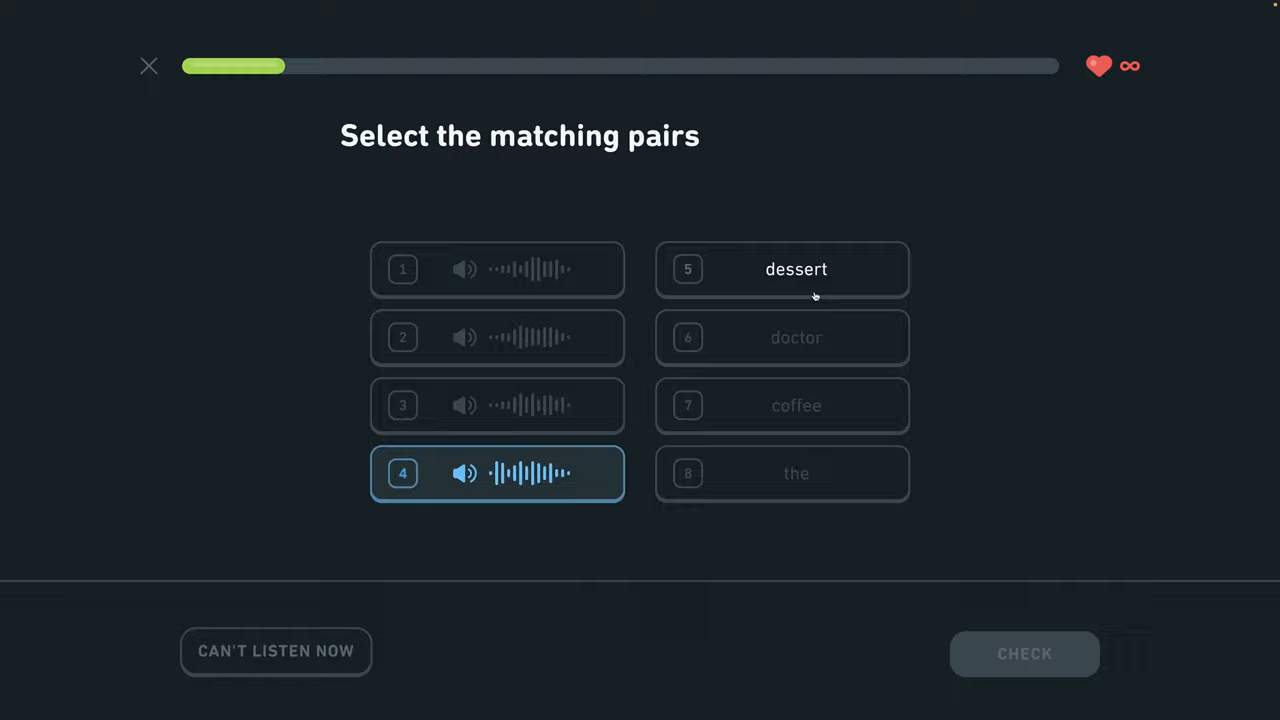 ∞
Select the matching pairs
1
5 dessert
2
6 doctor
3
7 coffee
4
8 the
CAN'T LISTEN NOW
CHECK